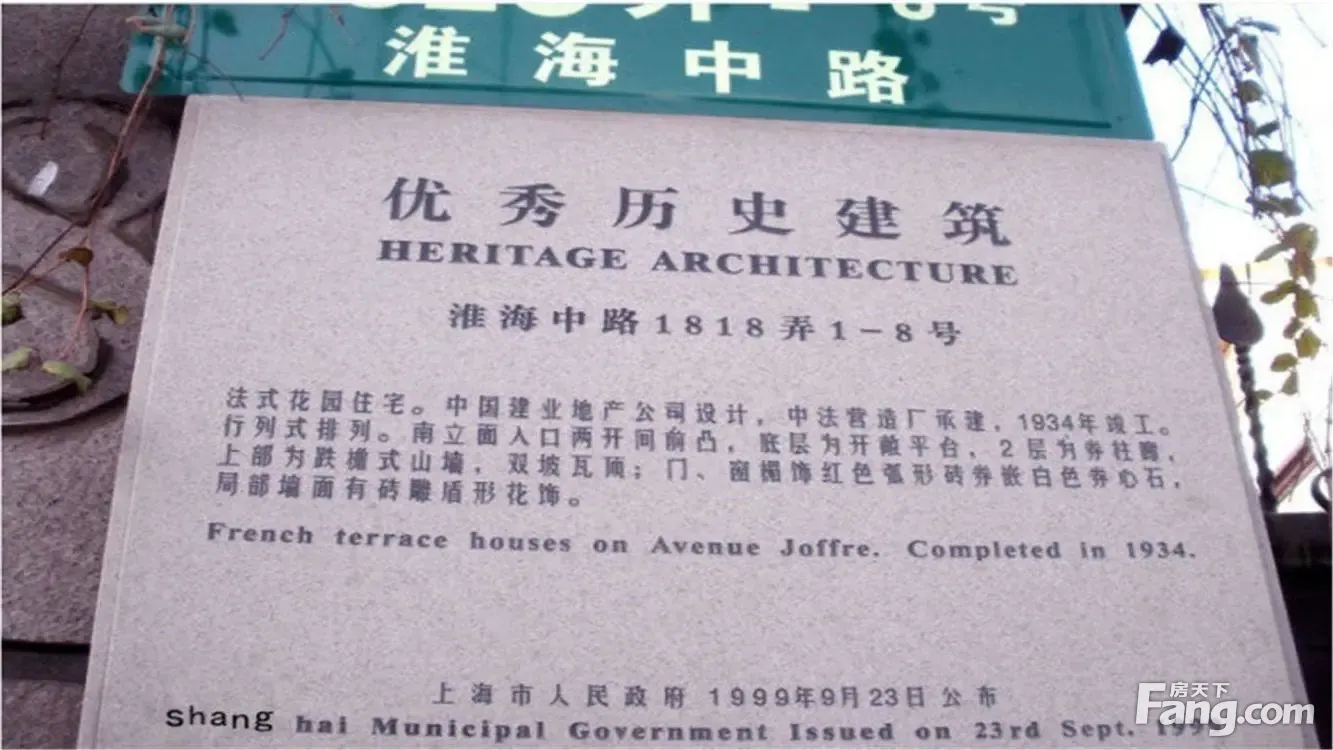 弄1-8号
淮海中路
优秀历史建筑
HERITAGE ARCHITECTURE
淮海中路1818弄1-8号
法式花园住宅。中国建业地产公司设计，中法营造厂承建，1934年竣工。
行列式排列。南立面入口两开间前凸，底层为开敞平台，2层为券柱廊，
上部为跌檐式山墙，双坡瓦顶；门、窗楣饰红色弧形砖券嵌白色券心石，
局部墙面有砖雕盾形花饰。
French terrace houses on Avenue Joffre. Completed in 1934.
上海市人民政府 1999年9月23日公布
shang hai Municipal Government Issued on 23rd Sept. 199
房天下
Fang.com